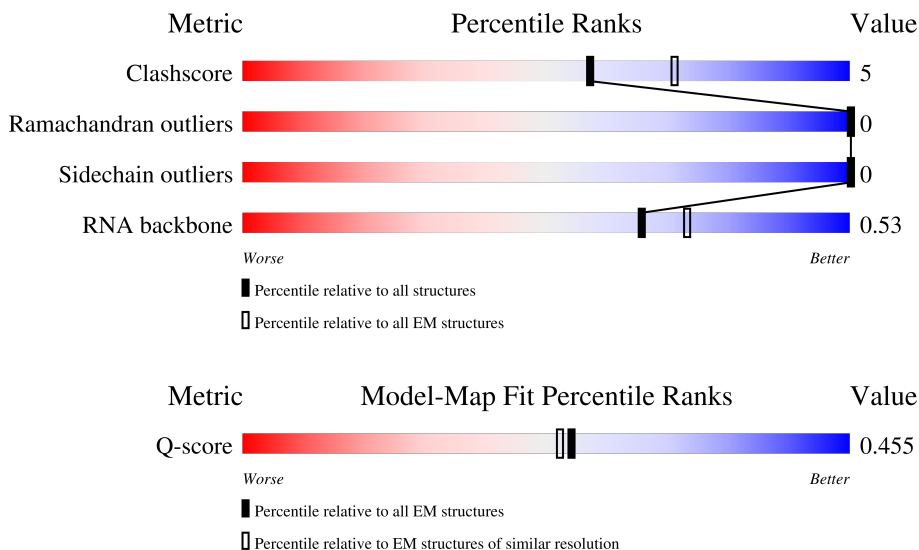 Metric Percentile Ranks Value
Clashscore 5
Ramachandran outliers 0
Sidechain outliers 0
RNA backbone 0.53
Worse Better
Percentile relative to all structures
Percentile relative to all EM structures
Metric Model-Map Fit Percentile Ranks Value
Q-score 0.455
Worse Better
Percentile relative to all EM structures
Percentile relative to EM structures of similar resolution